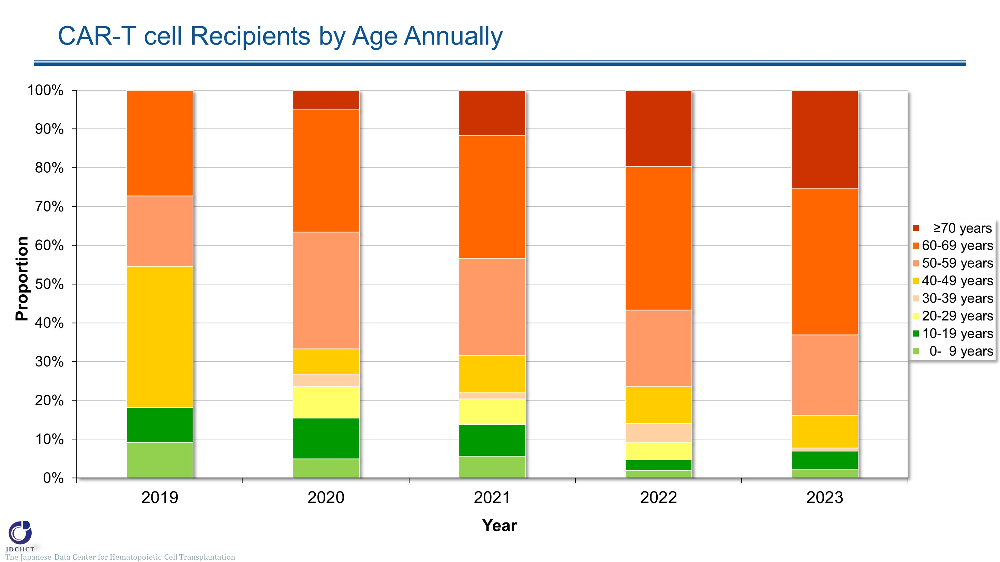 CAR-T cell Recipients by Age Annually
100%
90%
80%
70%
60%
50%
40%
30%
20%
10%
0%
Proportion
2019 2020 2021 2022 2023
Year
≥70 years
60-69 years
50-59 years
40-49 years
30-39 years
20-29 years
10-19 years
0- 9 years
JDCHCT
The Japanese Data Center for Hematopoietic Cell Transplantation